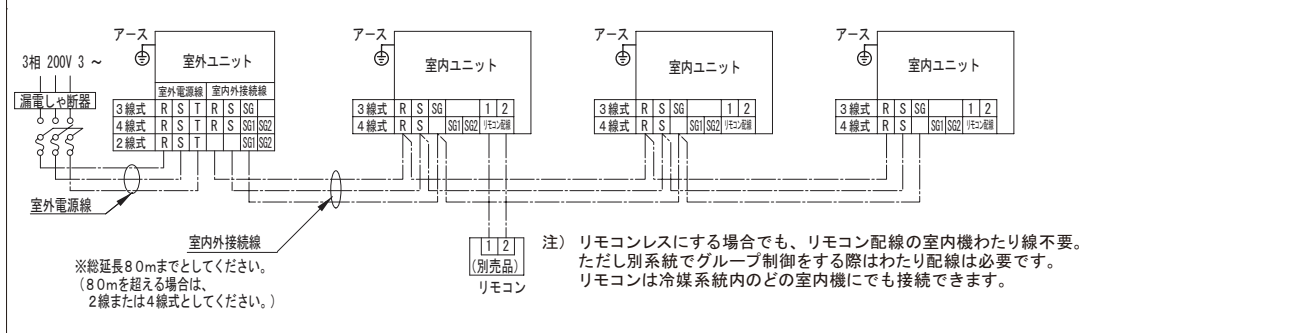 アース
3相 200V 3 ~
漏電しゃ断器
室外ユニット
室外電源線 室内外接続線
3線式 R S T R S SG
4線式 R S T R S SG1 SG2
2線式 R S T SG1 SG2
室外電源線
アース
室内ユニット
3線式 R S SG 1 2
4線式 R S SG1 SG2 リモコン配線
アース
室内ユニット
3線式 R S SG 1 2
4線式 R S SG1 SG2 リモコン配線
アース
室内ユニット
3線式 R S SG 1 2
4線式 R S SG1 SG2 リモコン配線
室内外接続線
※総延長80mまでとしてください。
(80mを超える場合は、
2線または4線式としてください。)
1 2
(別売品)
リモコン
注) リモコンレスにする場合でも、リモコン配線の室内機わたり線不要。
ただし別系統でグループ制御をする際はわたり配線は必要です。
リモコンは冷媒系統内のどの室内機にでも接続できます。